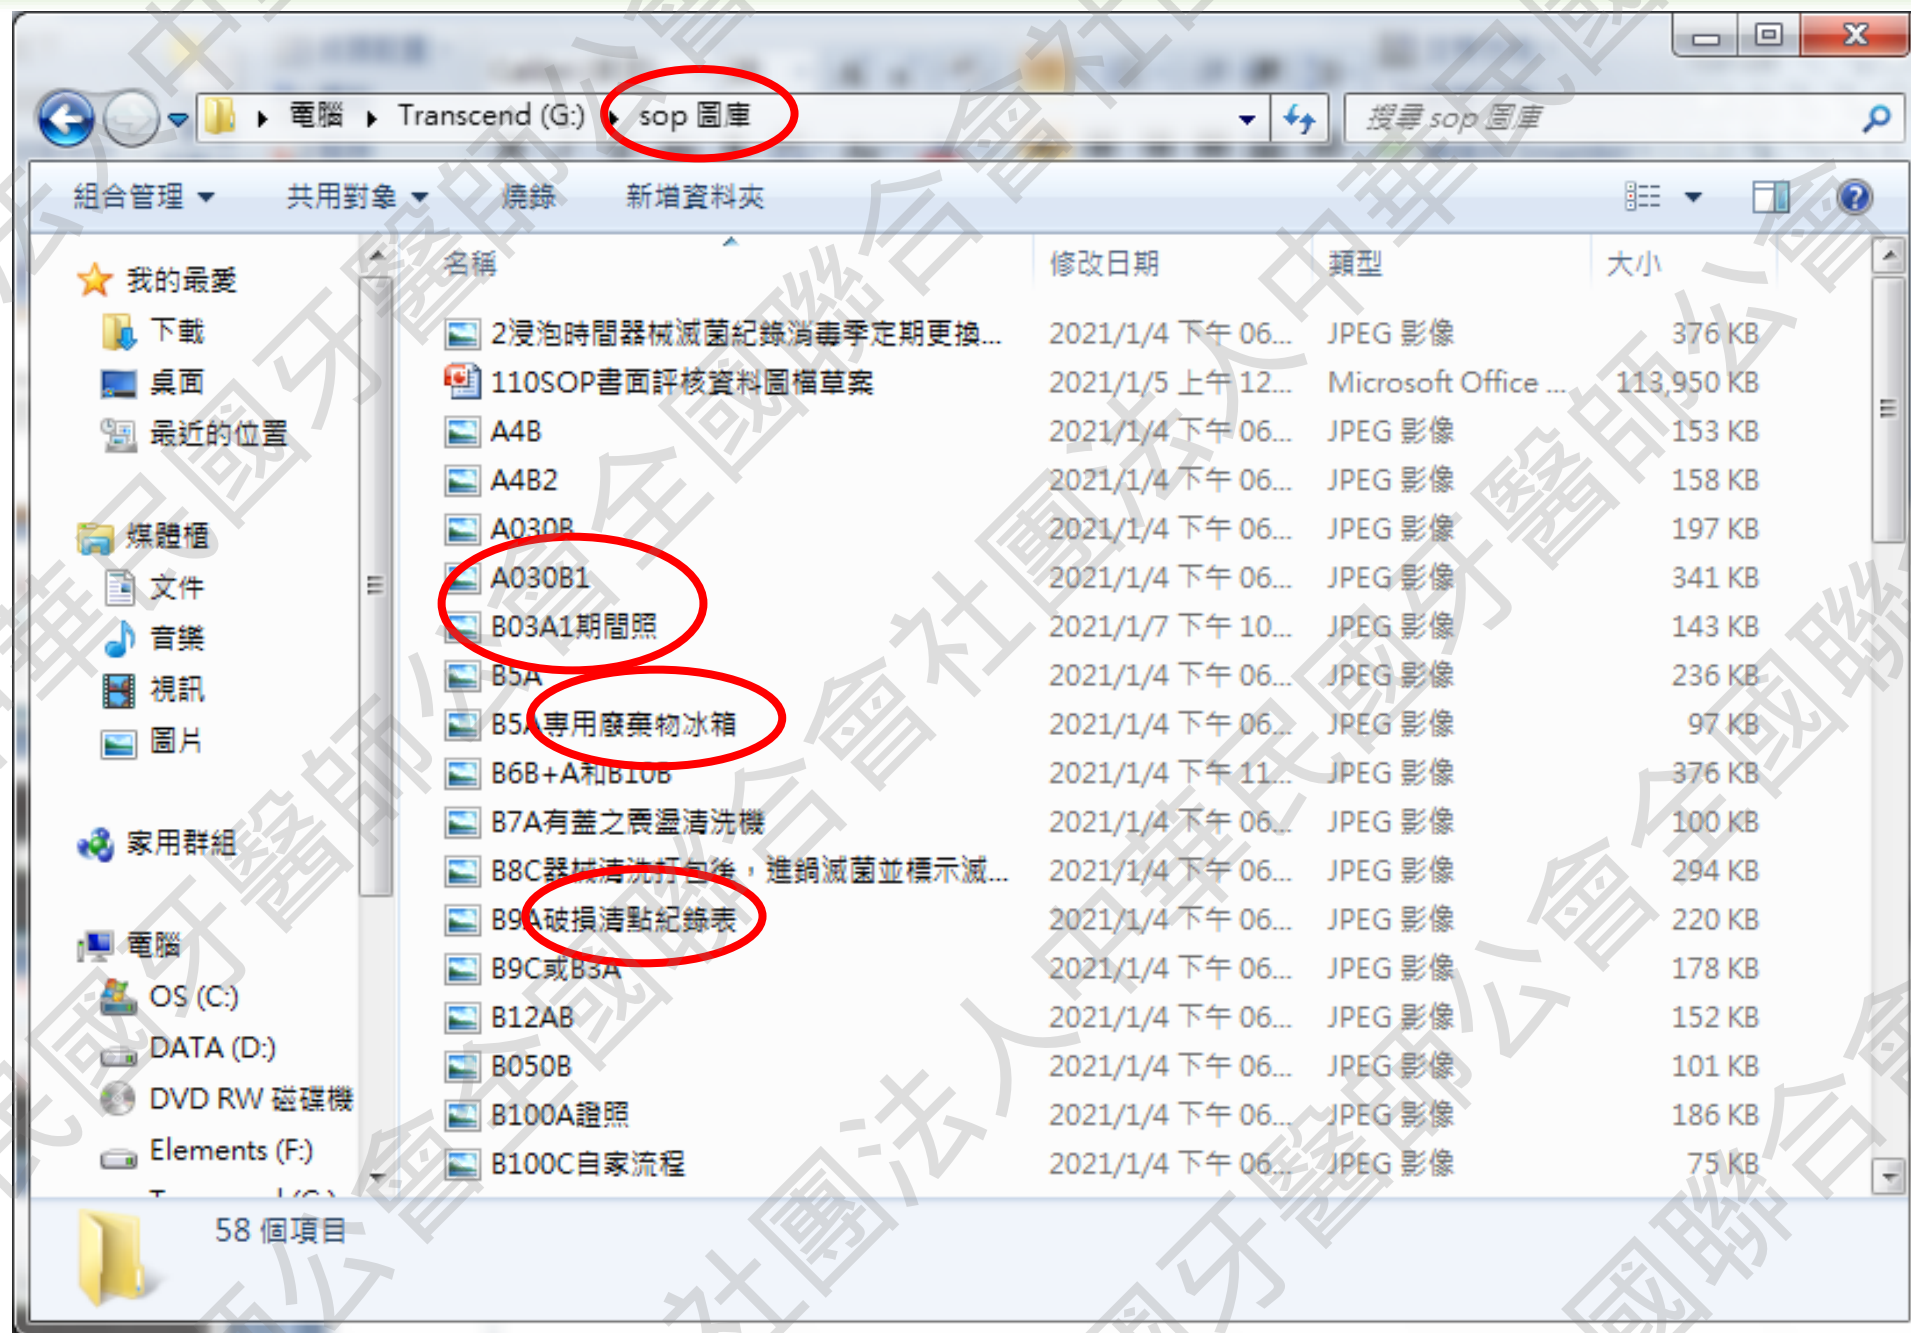 電腦 ▸ Transcend (G:) ▸ sop 圖庫
搜尋 sop 圖庫
組合管理 共用對象 燒錄 新增資料夾
我的最愛
下載
桌面
最近的位置
媒體櫃
文件
音樂
視訊
圖片
家用群組
電腦
OS (C:)
DATA (D:)
DVD RW 磁碟機
Elements (F:)
名稱 修改日期 類型 大小
2浸泡時間器械滅菌紀錄消毒季定期更換... 2021/1/4 下午 06... JPEG 影像 376 KB
110SOP書面評核資料圖檔草案 2021/1/5 上午 12... Microsoft Office ... 113,950 KB
A4B 2021/1/4 下午 06... JPEG 影像 153 KB
A4B2 2021/1/4 下午 06... JPEG 影像 158 KB
A030B 2021/1/4 下午 06... JPEG 影像 197 KB
A030B1 2021/1/4 下午 06... JPEG 影像 341 KB
B03A1期間照 2021/1/7 下午 10... JPEG 影像 143 KB
B5A 2021/1/4 下午 06... JPEG 影像 236 KB
B5A專用廢棄物冰箱 2021/1/4 下午 06... JPEG 影像 97 KB
B6B+A和B10B 2021/1/4 下午 11... JPEG 影像 376 KB
B7A有蓋之震盪清洗機 2021/1/4 下午 06... JPEG 影像 100 KB
B8C器械清洗打包後，進鍋滅菌並標示滅... 2021/1/4 下午 06... JPEG 影像 294 KB
B9A破損清點紀錄表 2021/1/4 下午 06... JPEG 影像 220 KB
B9C或B3A 2021/1/4 下午 06... JPEG 影像 178 KB
B12AB 2021/1/4 下午 06... JPEG 影像 152 KB
B050B 2021/1/4 下午 06... JPEG 影像 101 KB
B100A證照 2021/1/4 下午 06... JPEG 影像 186 KB
B100C自家流程 2021/1/4 下午 06... JPEG 影像 75 KB
58 個項目
社團法人中華民國牙醫師公會全國聯合會